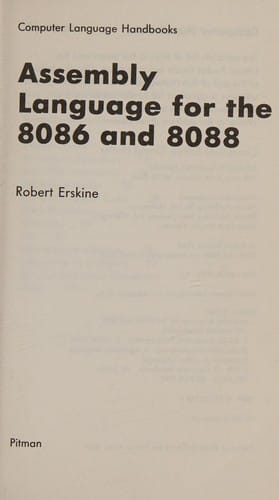 Computer Language Handbooks
Assembly
Language for the
8086 and 8088
Robert Erskine
Pitman